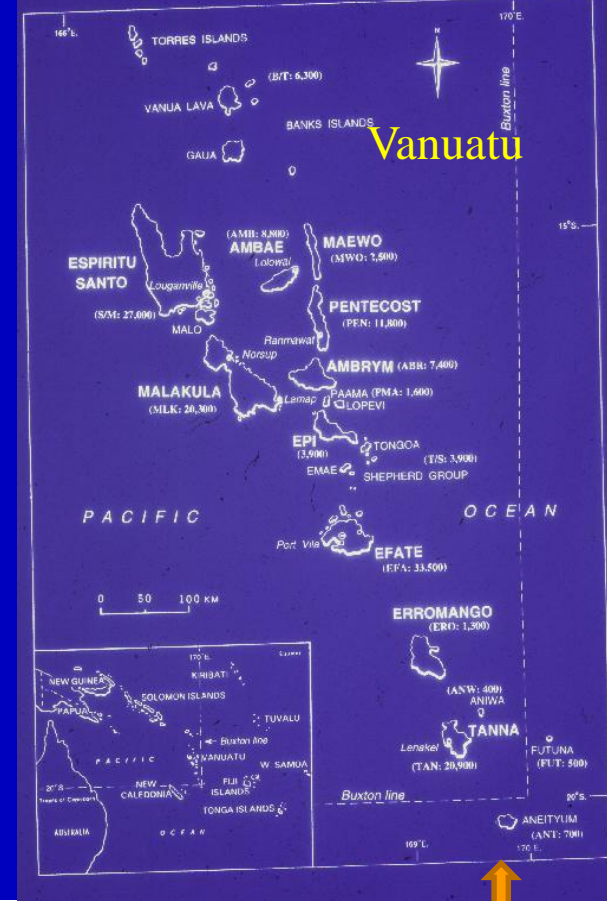 166°E.
170°E.
TORRES ISLANDS
N
(B/T: 6,300)
VANUA LAVA
BANKS ISLANDS
Buxton line
Vanuatu
GAUA
15°S.
(AMB: 8,800)
AMBAE
Lolowai
MAEWO
(MWO: 2,500)
ESPIRITU
SANTO
Louganville
(S/M: 27,000)
MALO
PENTECOST
(PEN: 11,800)
Ranmawat
Norsup
AMBRYM (ABR: 7,400)
MALAKULA
(MLK: 20,300)
Lamap
PAAMA (PMA: 1,600)
LOPEVI
EPI
(3,900)
TONGOA
(T/S: 3,900)
EMAE
SHEPHERD GROUP
PACIFIC
OCEAN
Port Vila
EFATE
(EFA: 33,500)
0 50 100 KM
ERROMANGO
(ERO: 1,300)
(ANW: 400)
ANIWA
TANNA
Lenakel
(TAN: 20,900)
FUTUNA
(FUT: 500)
Buxton line
20°S.
ANEITYUM
(ANT: 700)
169°E.
170°E.
170°E.
Equator
KIRIBATI
NEW GUINEA
SOLOMON ISLANDS
PAPUA
TUVALU
Buxton line
PACIFIC
VANUATU
W. SAMOA
20°S
NEW
CALEDONIA
FIJI
ISLANDS
TONGA ISLANDS
AUSTRALIA
OCEAN